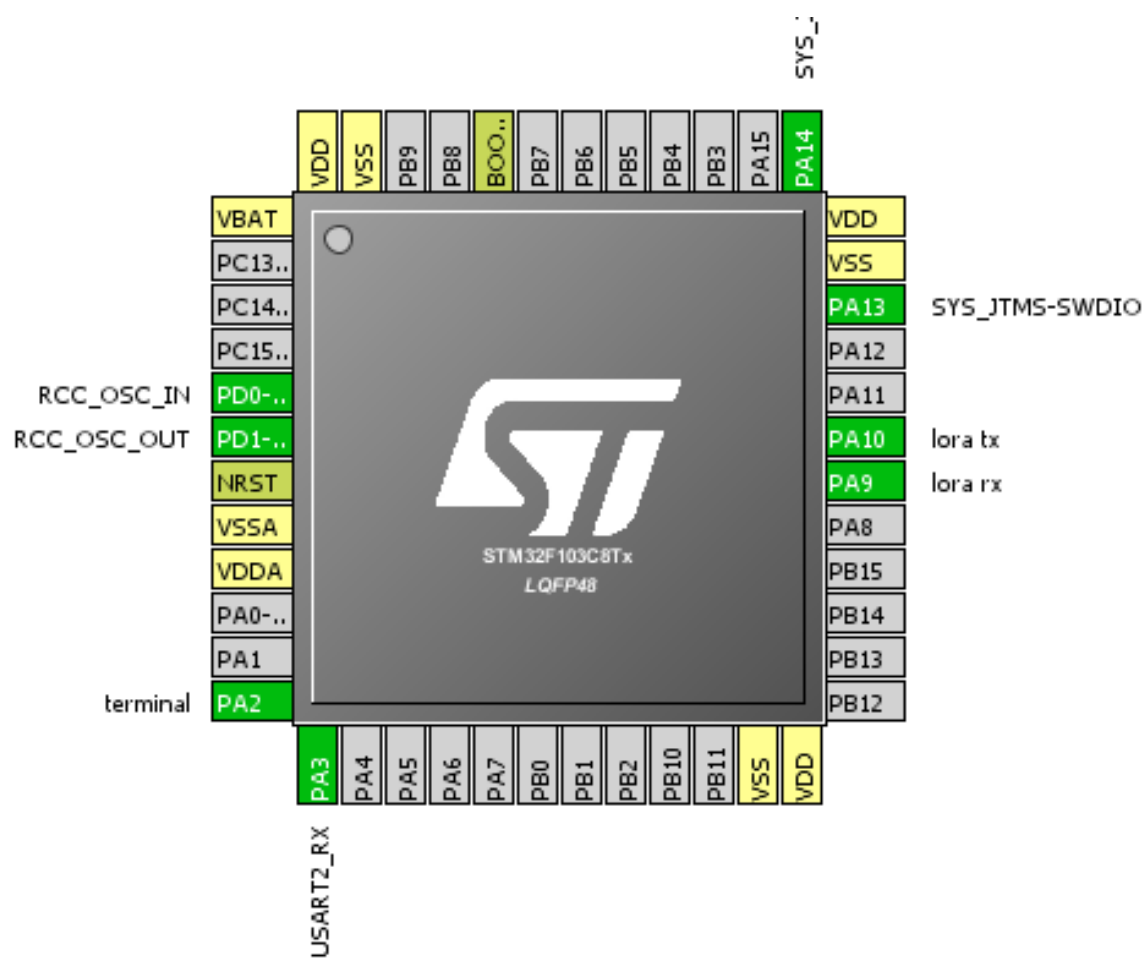 SYS_
VDD
VSS
PB9
PB8
BOO..
PB7
PB6
PB5
PB4
PB3
PA15
PA14
VBAT
PC13..
PC14..
PC15..
RCC_OSC_IN PD0-..
RCC_OSC_OUT PD1-..
NRST
VSSA
VDDA
PA0-..
PA1
terminal PA2
ST
STM32F103C8Tx
LQFP48
VDD
VSS
PA13 SYS_JTMS-SWDIO
PA12
PA11
PA10 lora tx
PA9 lora rx
PA8
PB15
PB14
PB13
PB12
PA3
PA4
PA5
PA6
PA7
PB0
PB1
PB2
PB10
PB11
VSS
VDD
USART2_RX